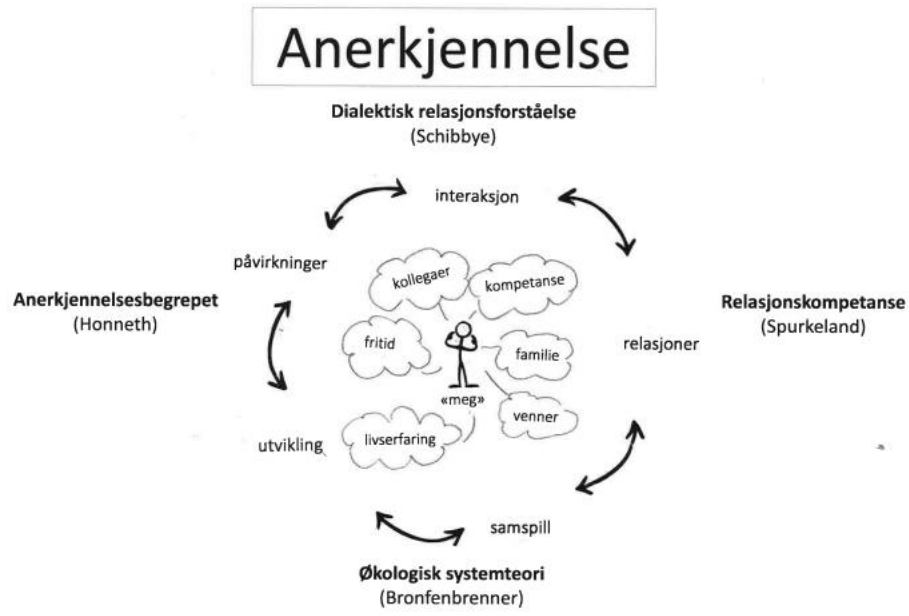 Anerkjennelse
Dialektisk relasjonsforståelse
(Schibbye)
interaksjon
påvirkninger
kollegaer
kompetanse
Anerkjennelsesbegrepet
(Honneth)
Relasjonskompetanse
(Spurkeland)
fritid
familie
relasjoner
«meg»
venner
utvikling
livserfaring
samspill
Økologisk systemteori
(Bronfenbrenner)